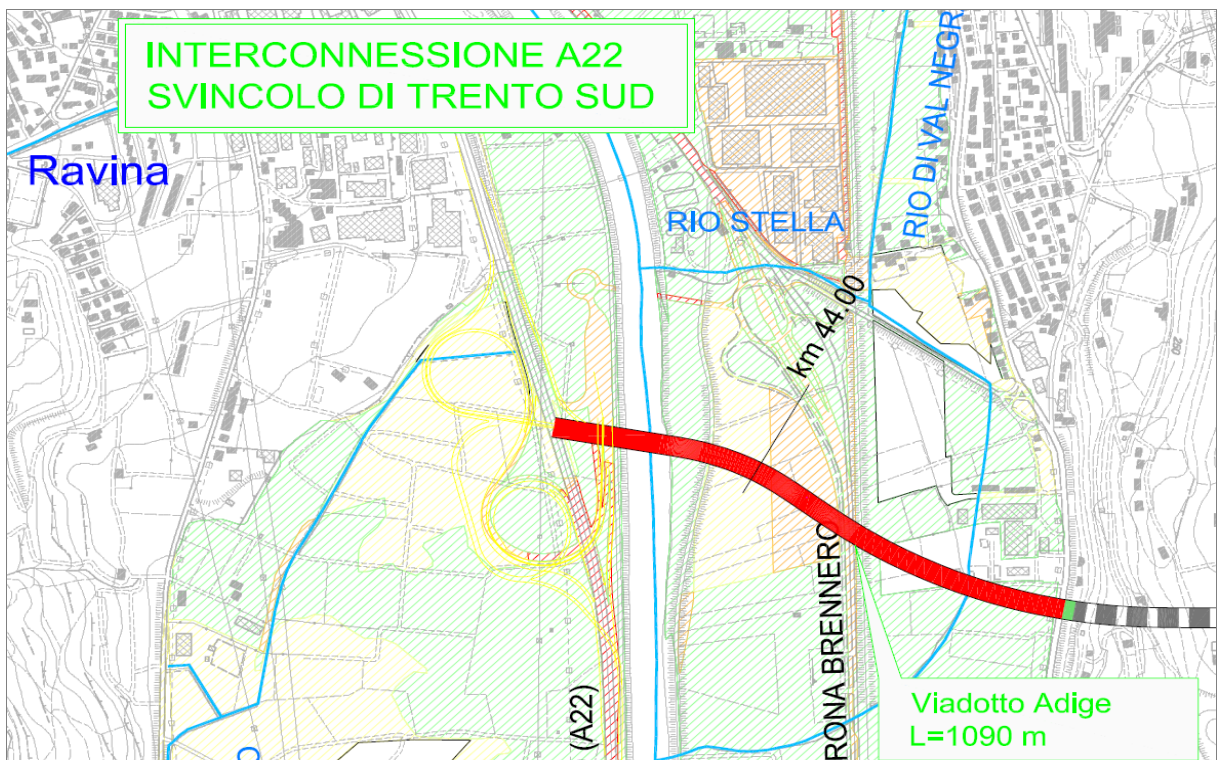 INTERCONNESSIONE A22
SVINCOLO DI TRENTO SUD
Ravina
RIO STELLA
RIO DI VAL NEGRA
km 44.00
RONA BRENNERO
(A22)
Viadotto Adige
L=1090 m